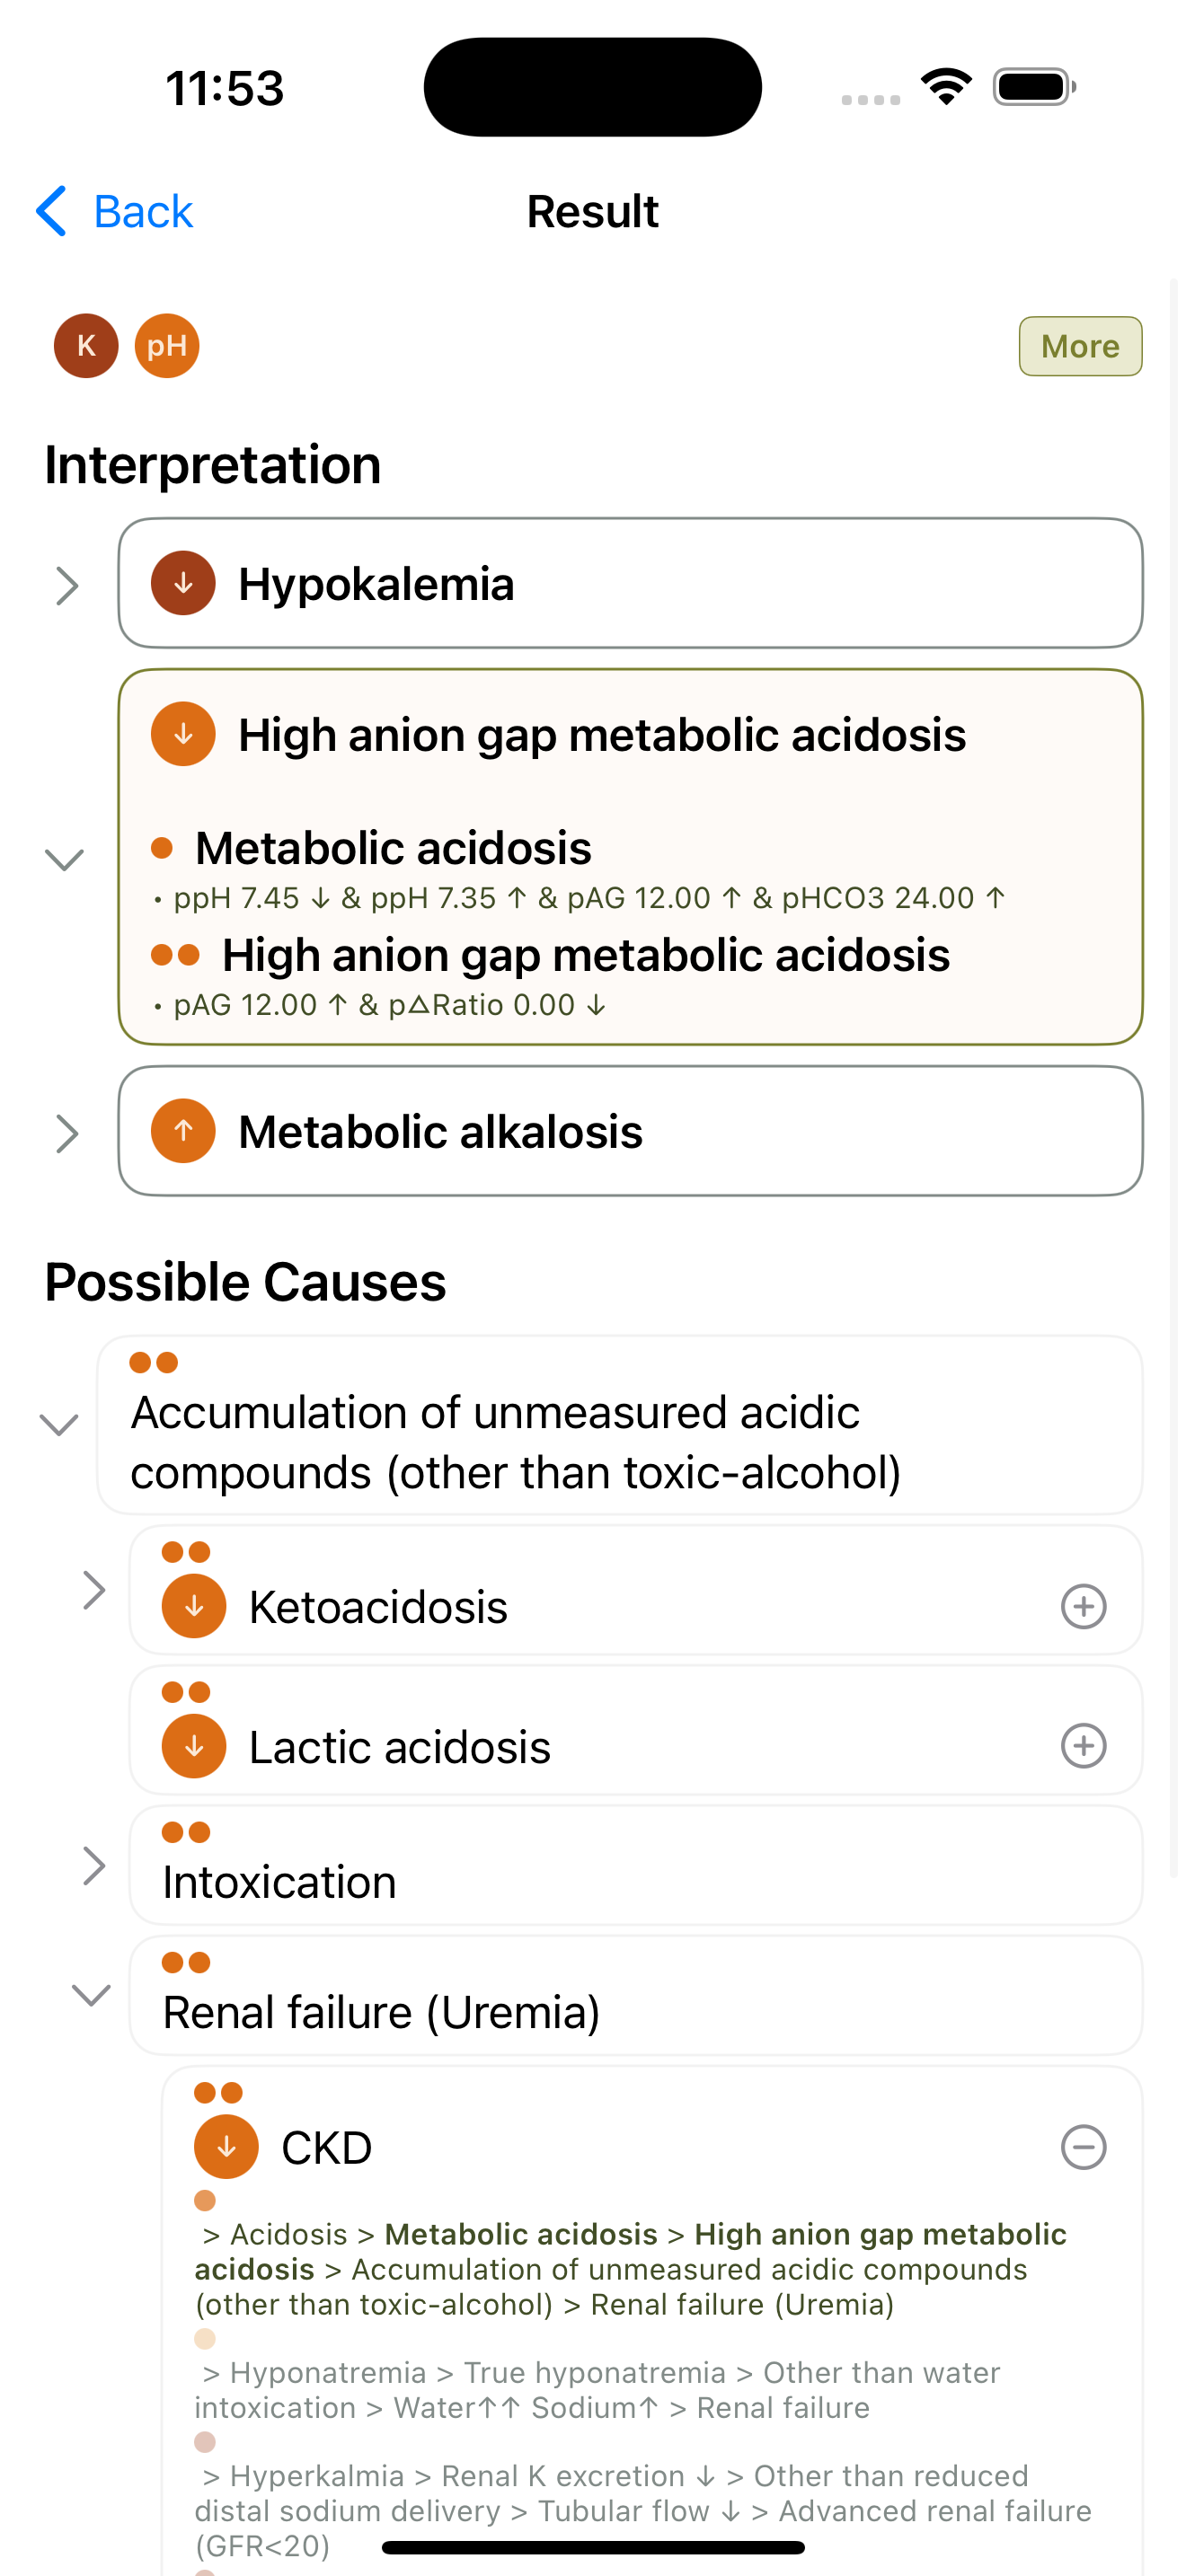 11:53
Back
Result
K pH
More
Interpretation
↓ Hypokalemia
↓ High anion gap metabolic acidosis
Metabolic acidosis
• ppH 7.45 ↓ & ppH 7.35 ↑ & pAG 12.00 ↑ & pHCO3 24.00 ↑
High anion gap metabolic acidosis
• pAG 12.00 ↑ & p△Ratio 0.00 ↓
↑ Metabolic alkalosis
Possible Causes
Accumulation of unmeasured acidic
compounds (other than toxic-alcohol)
↓ Ketoacidosis
↓ Lactic acidosis
Intoxication
Renal failure (Uremia)
↓ CKD
> Acidosis > Metabolic acidosis > High anion gap metabolic
acidosis > Accumulation of unmeasured acidic compounds
(other than toxic-alcohol) > Renal failure (Uremia)
> Hyponatremia > True hyponatremia > Other than water
intoxication > Water↑↑ Sodium↑ > Renal failure
> Hyperkalmia > Renal K excretion ↓ > Other than reduced
distal sodium delivery > Tubular flow ↓ > Advanced renal failure
(GFR<20)